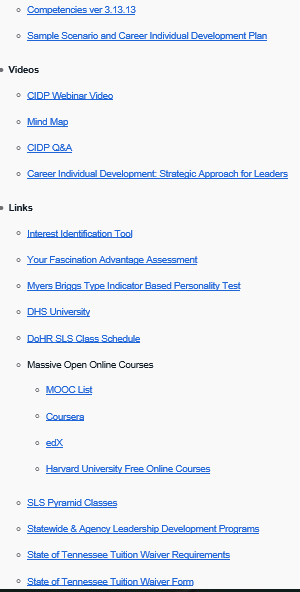 Competencies ver 3.13.13
Sample Scenario and Career Individual Development Plan
Videos
CIDP Webinar Video
Mind Map
CIDP Q&A
Career Individual Development: Strategic Approach for Leaders
Links
Interest Identification Tool
Your Fascination Advantage Assessment
Myers Briggs Type Indicator Based Personality Test
DHS University
DoHR SLS Class Schedule
Massive Open Online Courses
MOOC List
Coursera
edX
Harvard University Free Online Courses
SLS Pyramid Classes
Statewide & Agency Leadership Development Programs
State of Tennessee Tuition Waiver Requirements
State of Tennessee Tuition Waiver Form